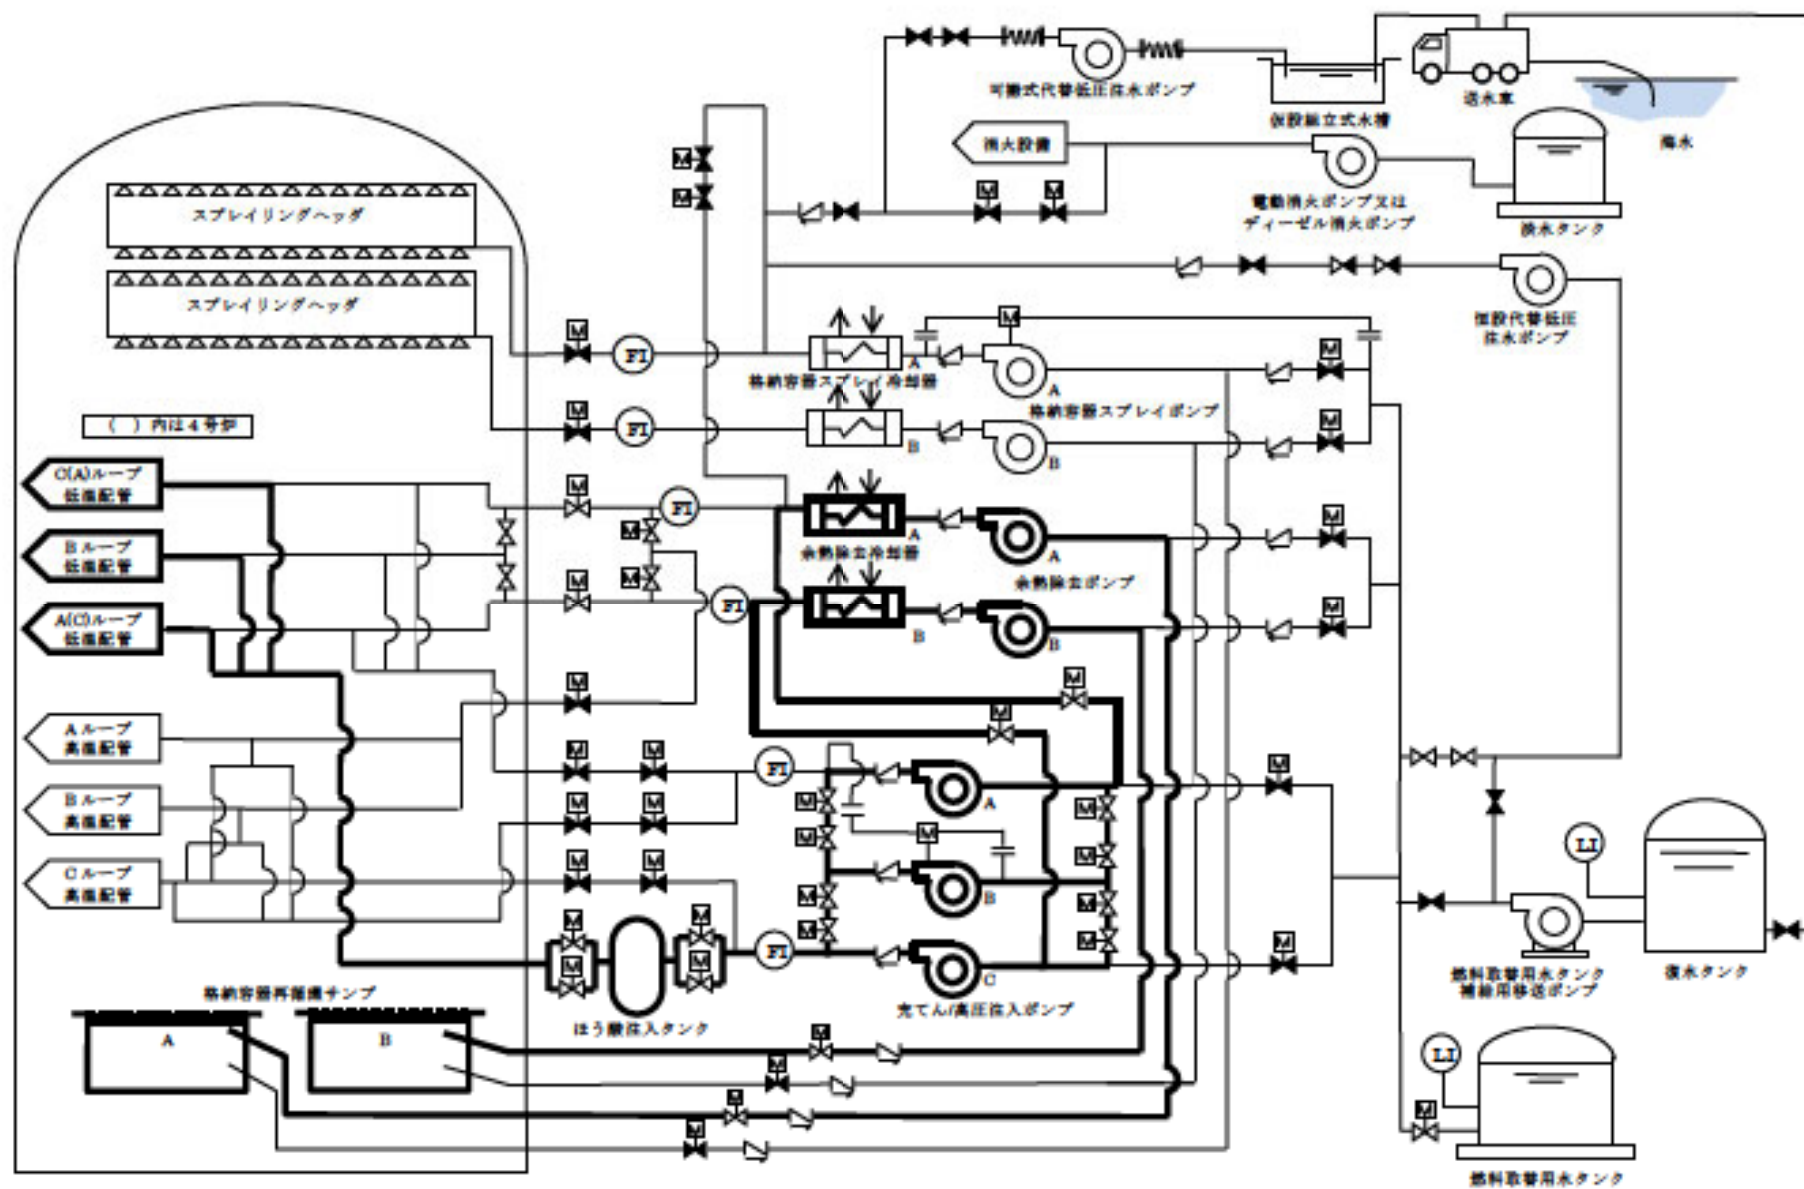 可搬式代替低圧注水ポンプ
仮設組立式水槽
送水車
海水
消火設備
M
M
M
M
電動消火ポンプ又は
ディーゼル消火ポンプ
淡水タンク
恒設代替低圧
注水ポンプ
スプレイリングヘッダ
スプレイリングヘッダ
M
FI
A
格納容器スプレイ冷却器
M
A
格納容器スプレイポンプ
M
M
FI
B
B
M
( ) 内は4号炉
C(A)ループ
低温配管
Bループ
低温配管
A(C)ループ
低温配管
M
FI
M
M
M
FI
A
余熱除去冷却器
A
余熱除去ポンプ
M
B
B
M
Aループ
高温配管
Bループ
高温配管
Cループ
高温配管
M
M
M
M
M
FI
A
M
M
M
M
M
M
M
M
B
M
M
M
M
M
M
M
M
M
M
M
M
FI
C
充てん/高圧注入ポンプ
M
ほう酸注入タンク
格納容器再循環サンプ
A
B
M
M
M
M
LI
燃料取替用水タンク
補給用移送ポンプ
復水タンク
LI
M
燃料取替用水タンク